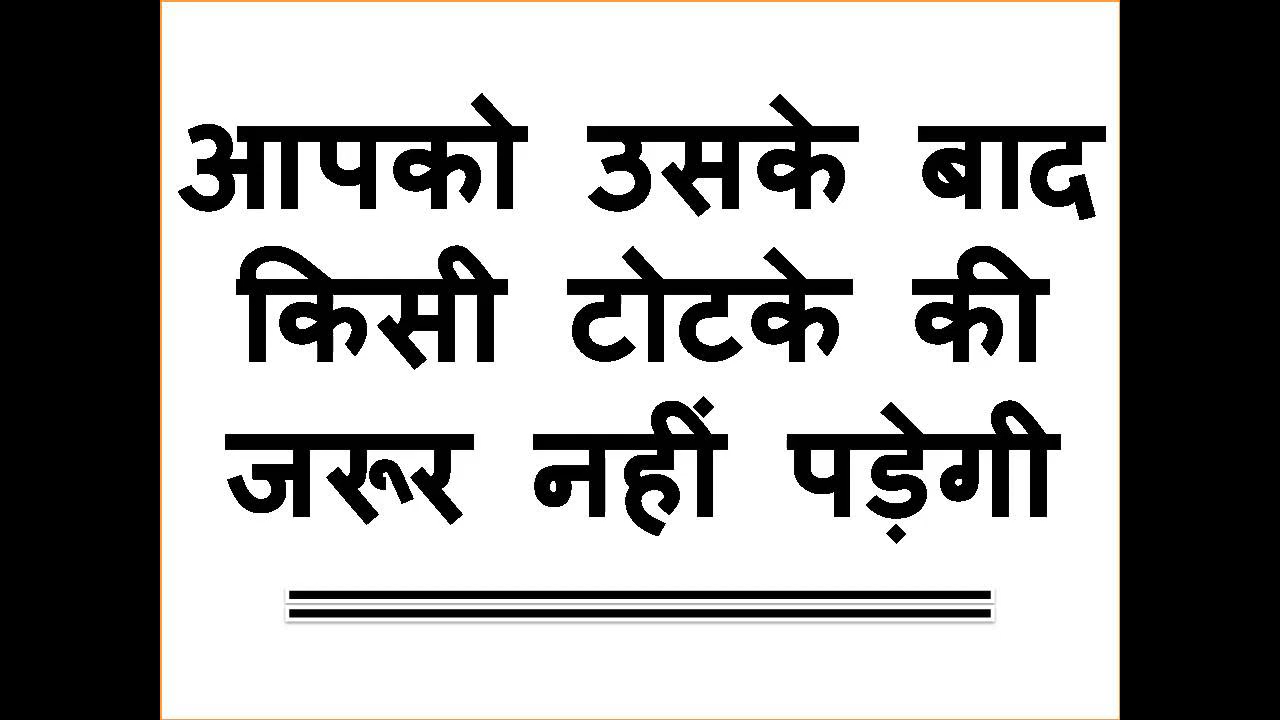 आपको उसके बाद
किसी टोटके की
जरूर नहीं पड़ेगी